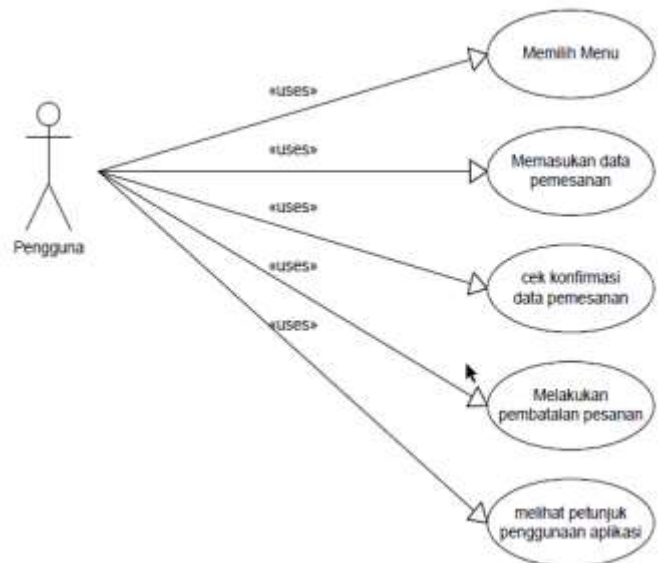 Memilih Menu
«uses»
«uses»
Memasukan data
pemesanan
«uses»
Pengguna
«uses»
cek konfirmasi
data pemesanan
«uses»
Melakukan
pembatalan pesanan
melihat petunjuk
penggunaan aplikasi